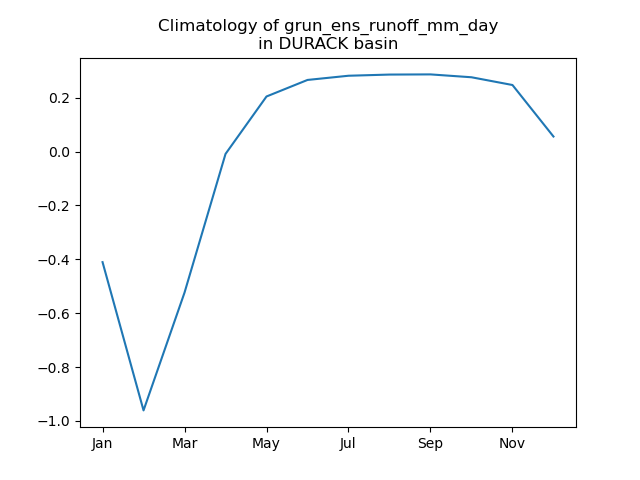 Climatology of grun_ens_runoff_mm_day
in DURACK basin
0.2
0.0
−0.2
−0.4
−0.6
−0.8
−1.0
Jan Mar May Jul Sep Nov